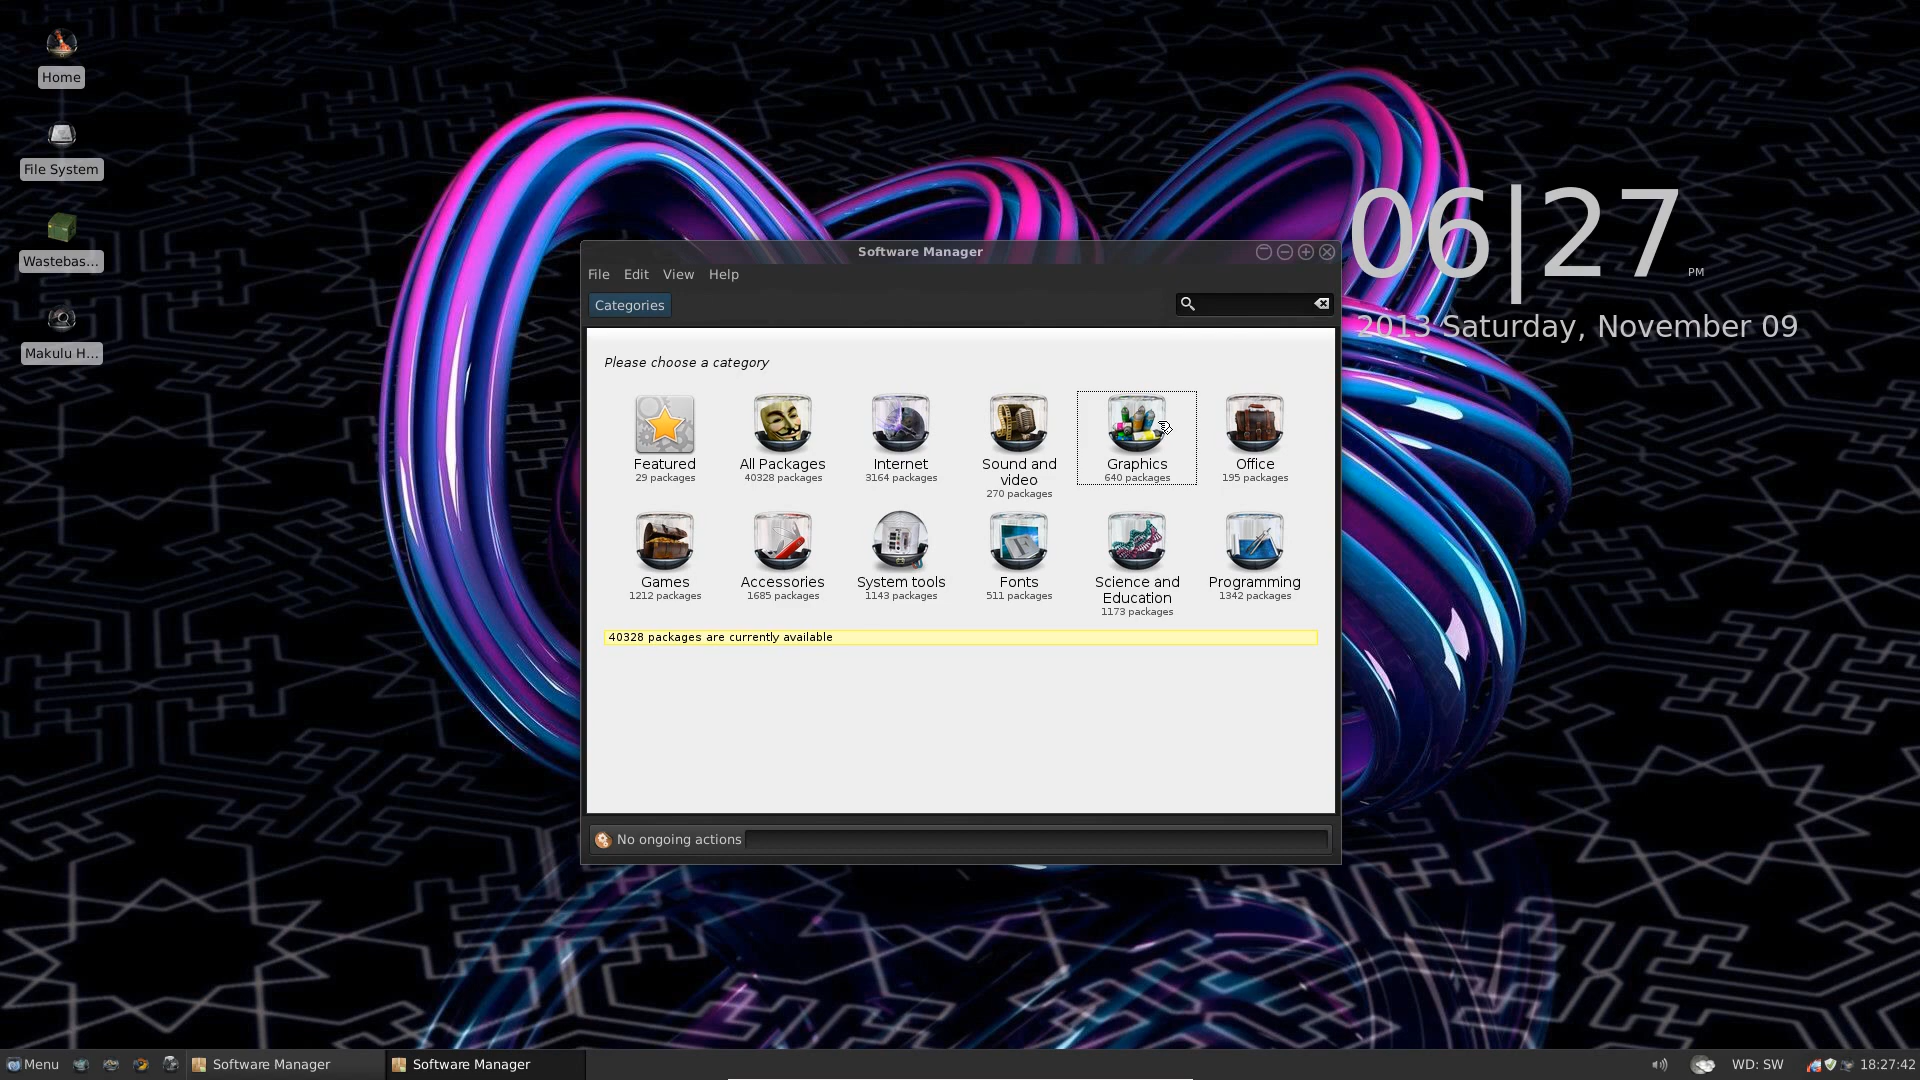 Home
File System
Wastebas...
Makulu H...
06|27
PM
2013 Saturday, November 09
Software Manager
File Edit View Help
Categories
Please choose a category
Featured
29 packages
All Packages
40328 packages
Internet
3164 packages
Sound and
video
270 packages
Graphics
640 packages
Office
195 packages
Games
1212 packages
Accessories
1685 packages
System tools
1143 packages
Fonts
511 packages
Science and
Education
1173 packages
Programming
1342 packages
40328 packages are currently available
No ongoing actions
Menu
Software Manager
Software Manager
WD: SW
18:27:42